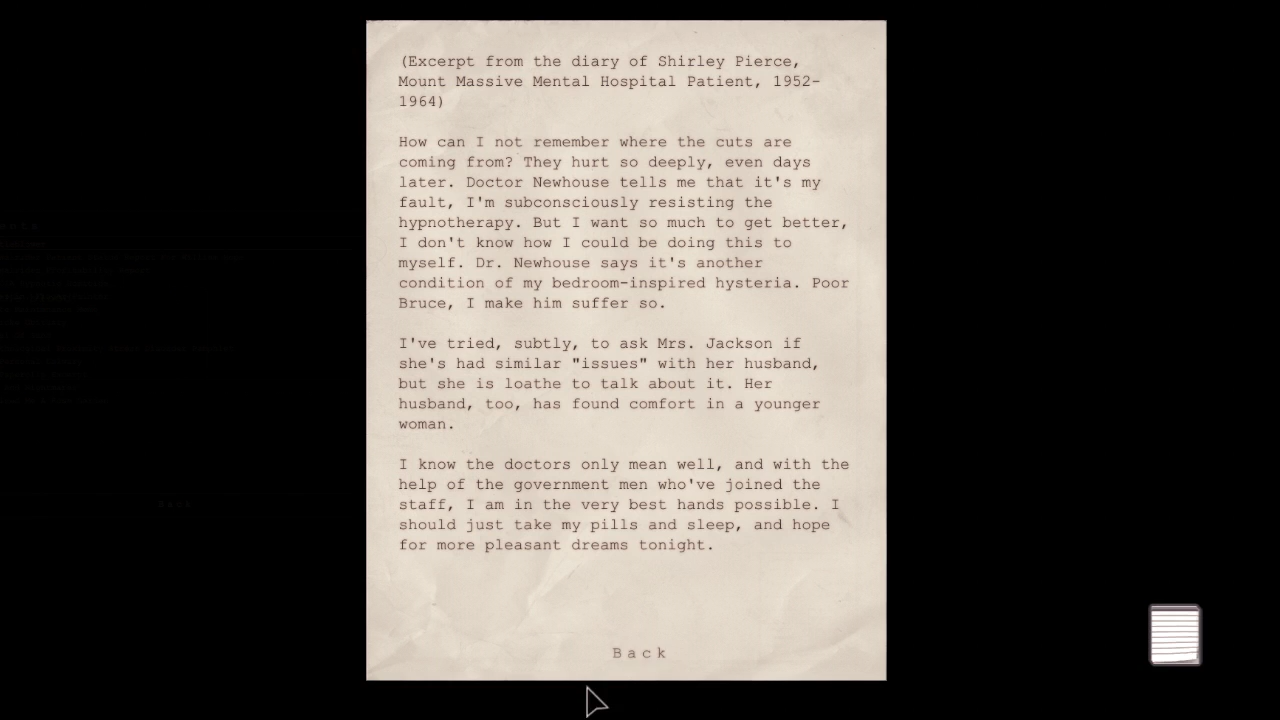 (Excerpt from the diary of Shirley Pierce,
Mount Massive Mental Hospital Patient, 1952-
1964)
How can I not remember where the cuts are
coming from? They hurt so deeply, even days
later. Doctor Newhouse tells me that it's my
fault, I'm subconsciously resisting the
hypnotherapy. But I want so much to get better,
I don't know how I could be doing this to
myself. Dr. Newhouse says it's another
condition of my bedroom-inspired hysteria. Poor
Bruce, I make him suffer so.
I've tried, subtly, to ask Mrs. Jackson if
she's had similar "issues" with her husband,
but she is loathe to talk about it. Her
husband, too, has found comfort in a younger
woman.
I know the doctors only mean well, and with the
help of the government men who've joined the
staff, I am in the very best hands possible. I
should just take my pills and sleep, and hope
for more pleasant dreams tonight.
Back